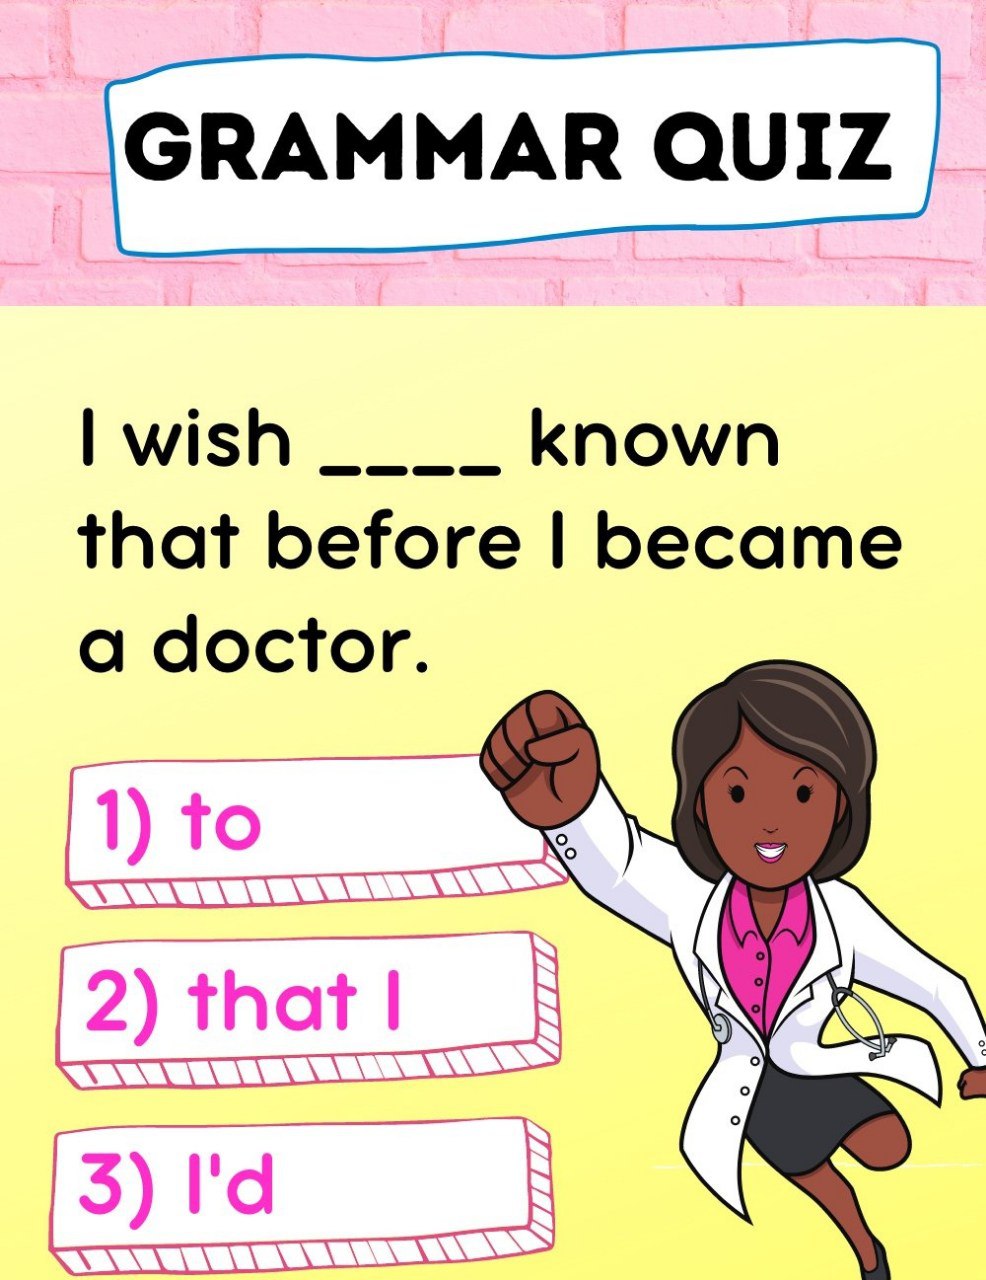 GRAMMAR QUIZ
I wish ____ known
that before I became
a doctor.
1) to
2) that I
3) I'd